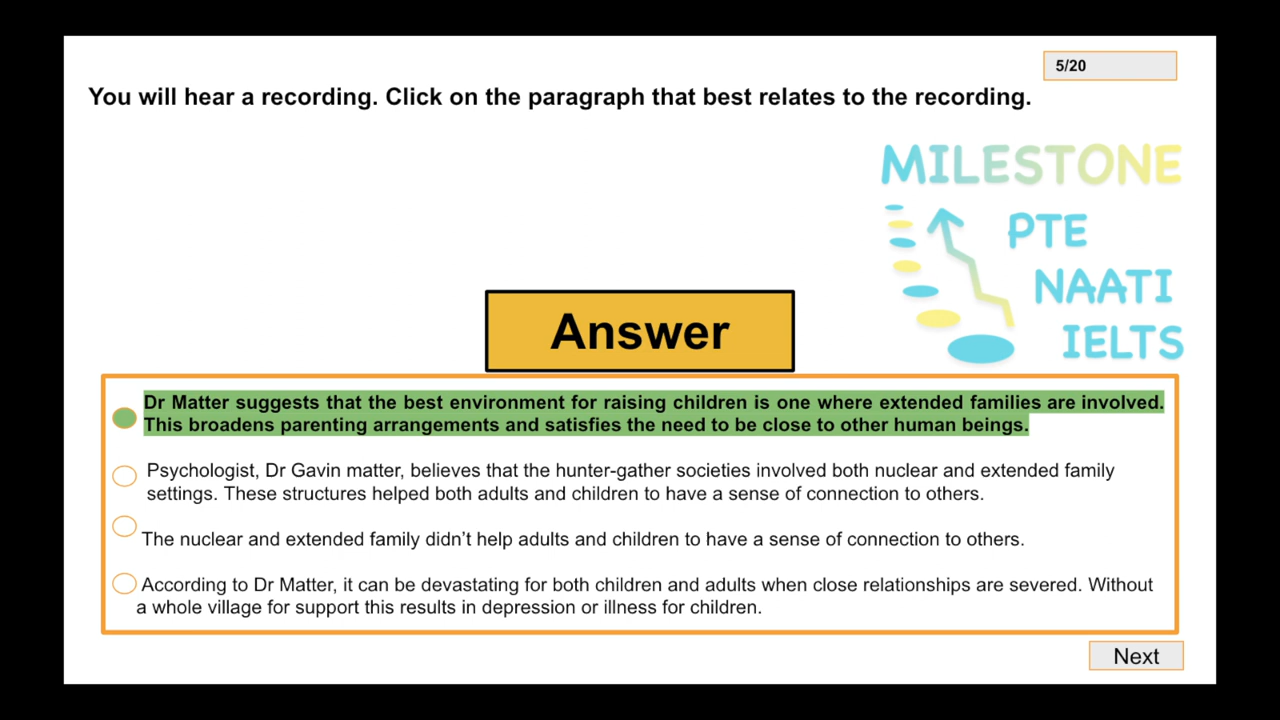 5/20
You will hear a recording. Click on the paragraph that best relates to the recording.
MILESTONE
PTE
NAATI
IELTS
Answer
Dr Matter suggests that the best environment for raising children is one where extended families are involved.
This broadens parenting arrangements and satisfies the need to be close to other human beings.
Psychologist, Dr Gavin matter, believes that the hunter-gather societies involved both nuclear and extended family
settings. These structures helped both adults and children to have a sense of connection to others.
The nuclear and extended family didn't help adults and children to have a sense of connection to others.
According to Dr Matter, it can be devastating for both children and adults when close relationships are severed. Without
a whole village for support this results in depression or illness for children.
Next